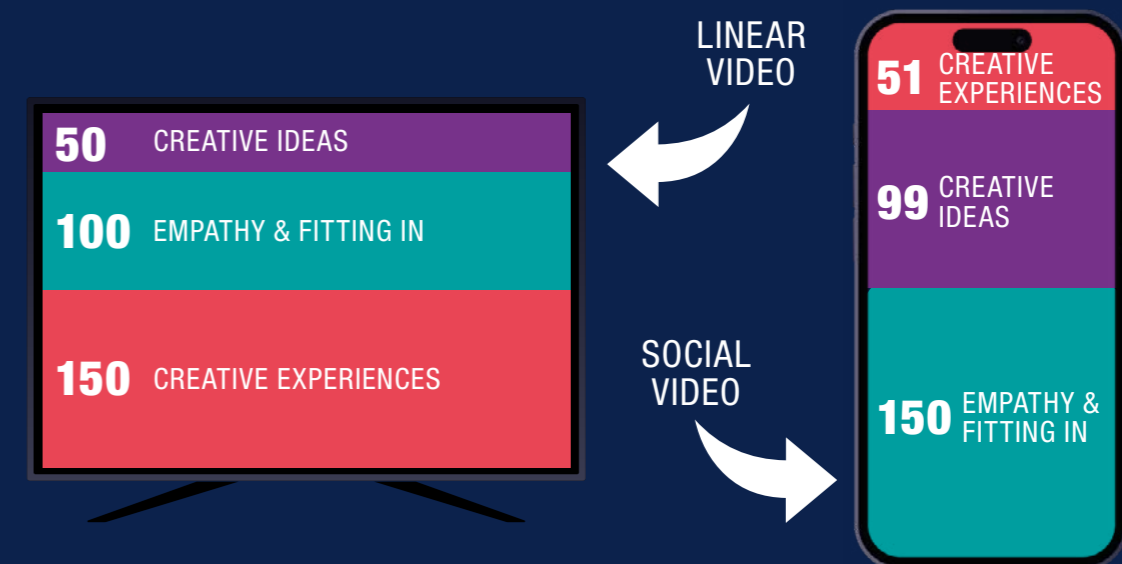 LINEAR
VIDEO
50 CREATIVE IDEAS
100 EMPATHY & FITTING IN
150 CREATIVE EXPERIENCES
SOCIAL
VIDEO
51 CREATIVE
EXPERIENCES
99 CREATIVE
IDEAS
150 EMPATHY &
FITTING IN